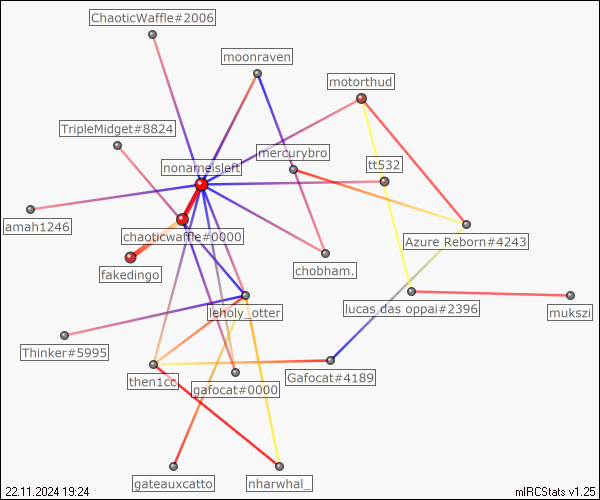 ChaoticWaffle#2006
moonraven
motorthud
TripleMidget#8824
mercurybro
nonameisleft
tt532
amah1246
chaoticwaffle#0000
Azure Reborn#4243
fakedingo
chobham.
leholy_otter
lucas das oppai#2396
mukszi
Thinker#5995
then1cc
gafocat#0000
Gafocat#4189
gateauxcatto
nharwhal_
22.11.2024 19:24
mIRCStats v1.25